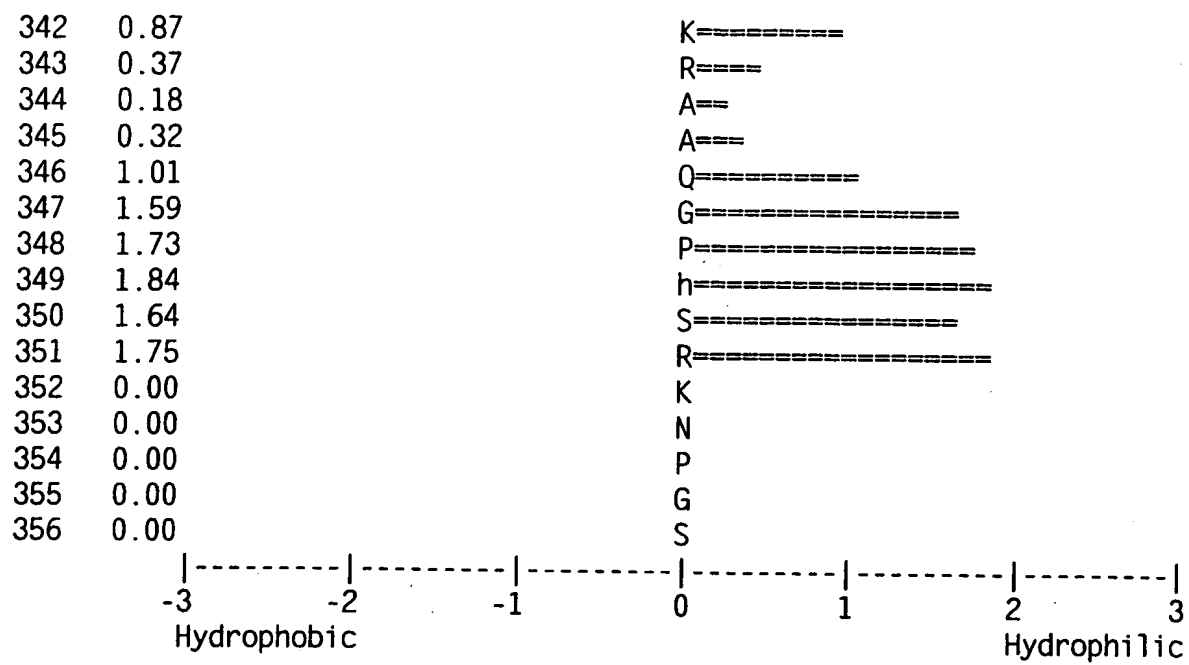 342 0.87 K=========
343 0.37 R====
344 0.18 A==
345 0.32 A===
346 1.01 Q==========
347 1.59 G================
348 1.73 P=================
349 1.84 h==================
350 1.64 S================
351 1.75 R==================
352 0.00 K
353 0.00 N
354 0.00 P
355 0.00 G
356 0.00 S
|---------|---------|---------|---------|---------|---------|
-3 -2 -1 0 1 2 3
Hydrophobic Hydrophilic